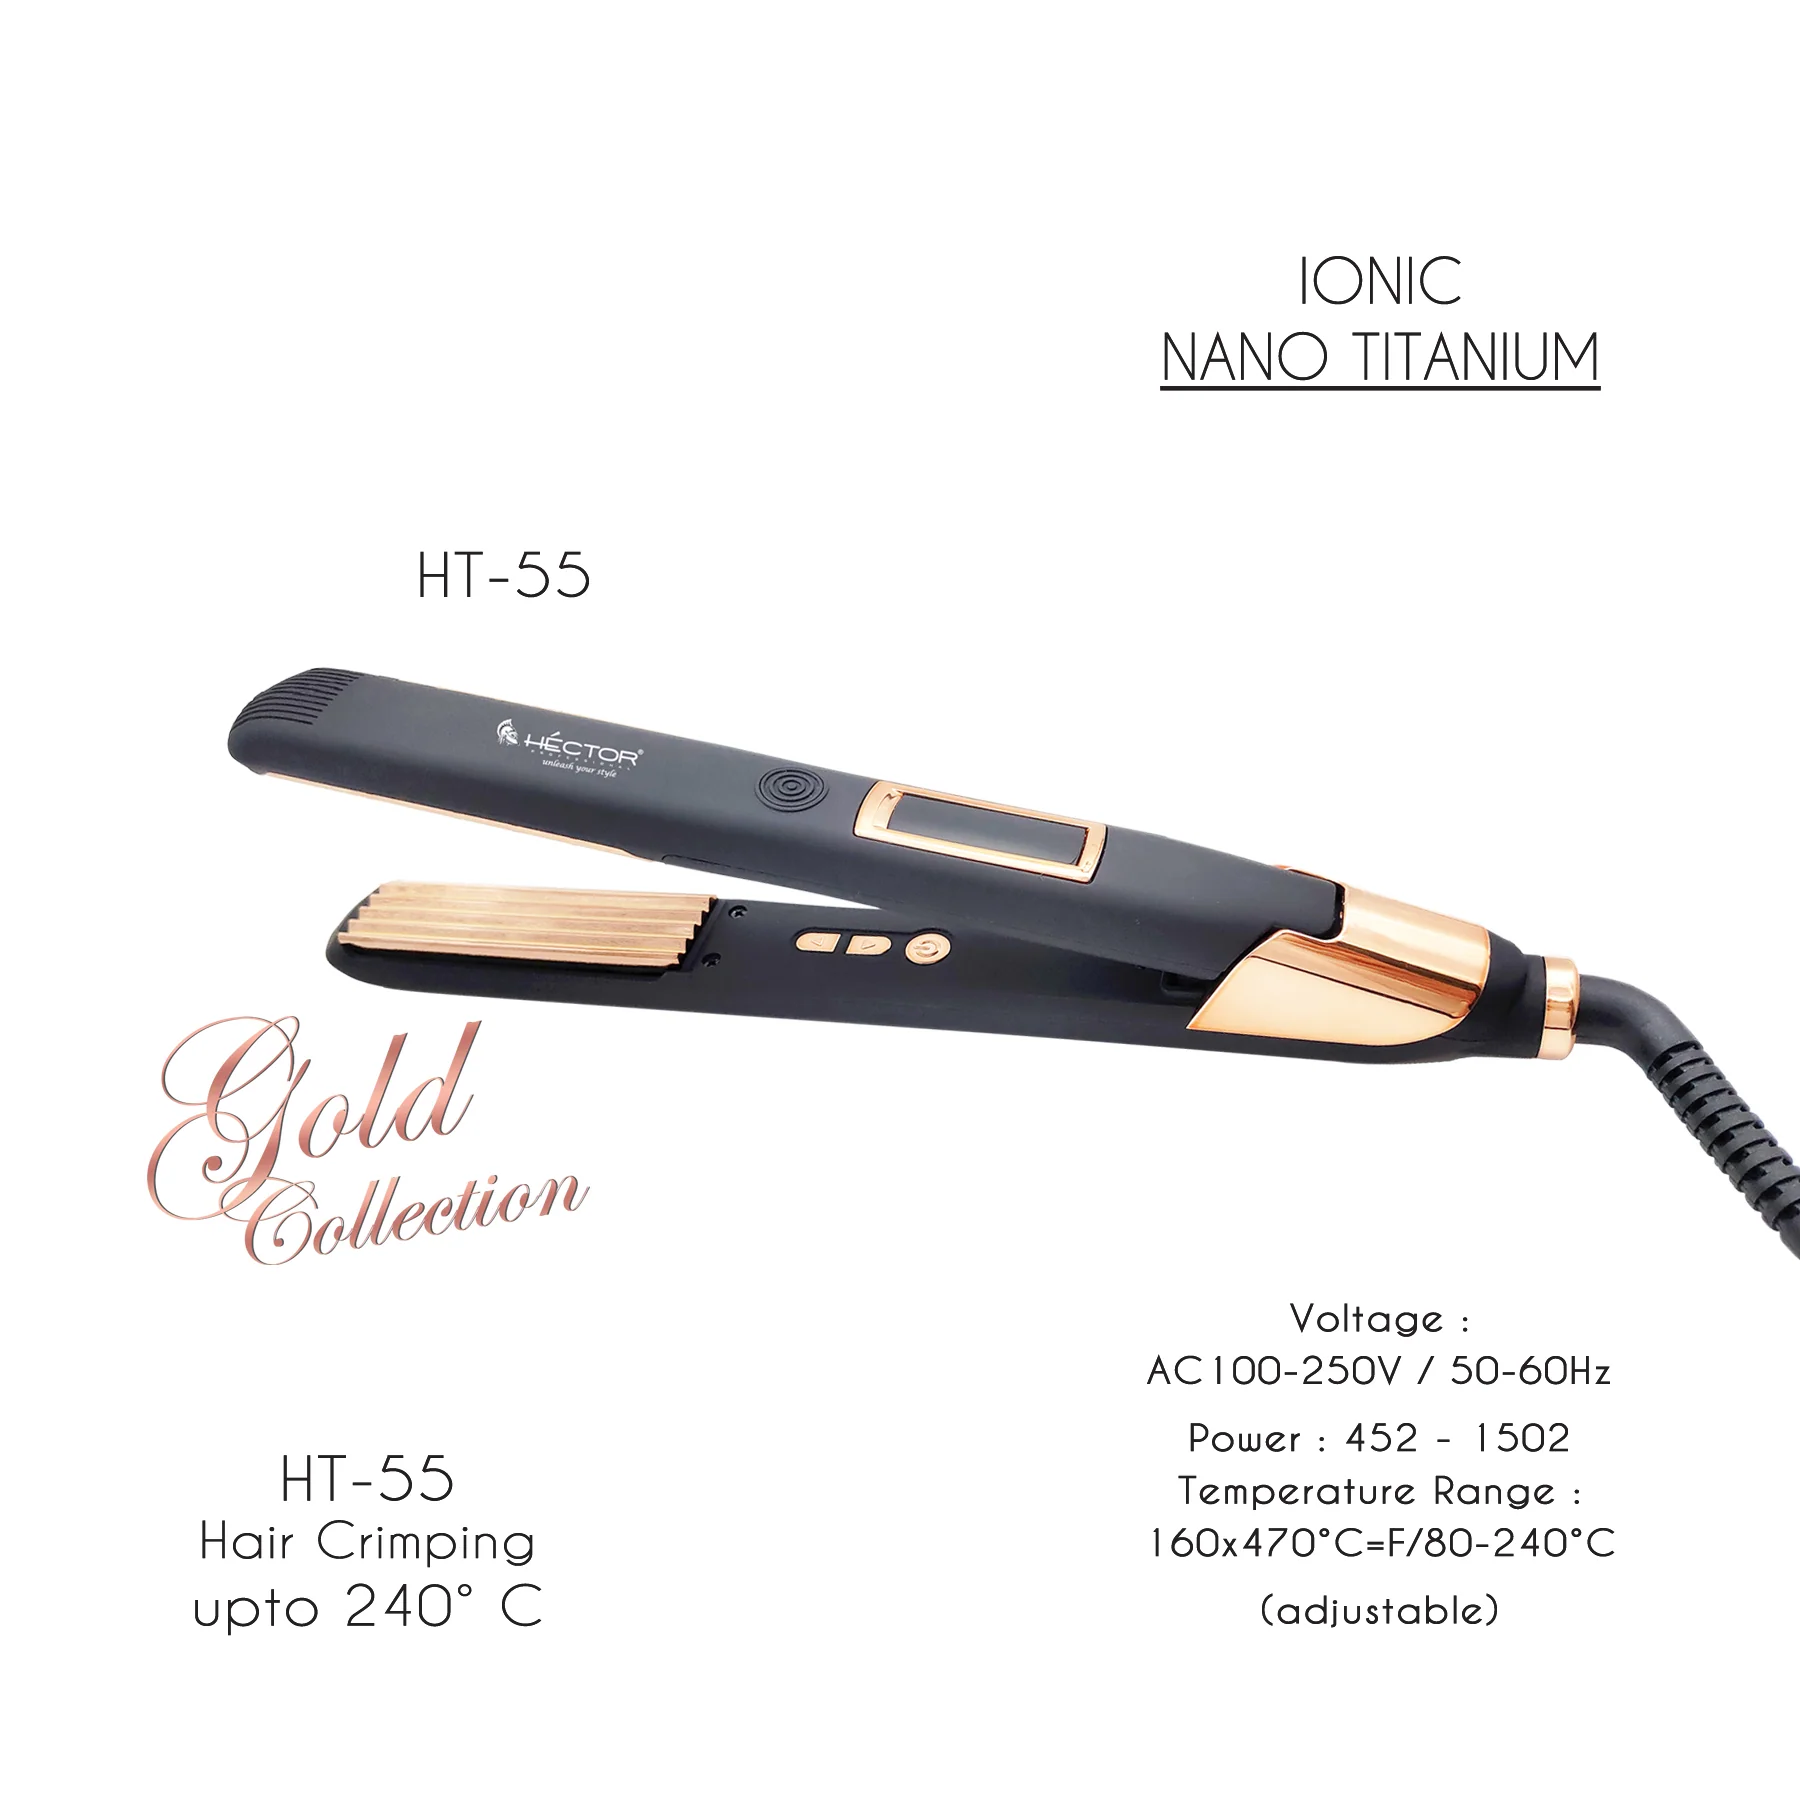 IONIC
NANO TITANIUM
HT-55
HÉCTOR®
PROFESSIONAL
unleash your style
Gold
Collection
Voltage :
AC100-250V / 50-60Hz
Power : 452 - 1502
Temperature Range :
160x470°C=F/80-240°C
(adjustable)
HT-55
Hair Crimping
upto 240° C